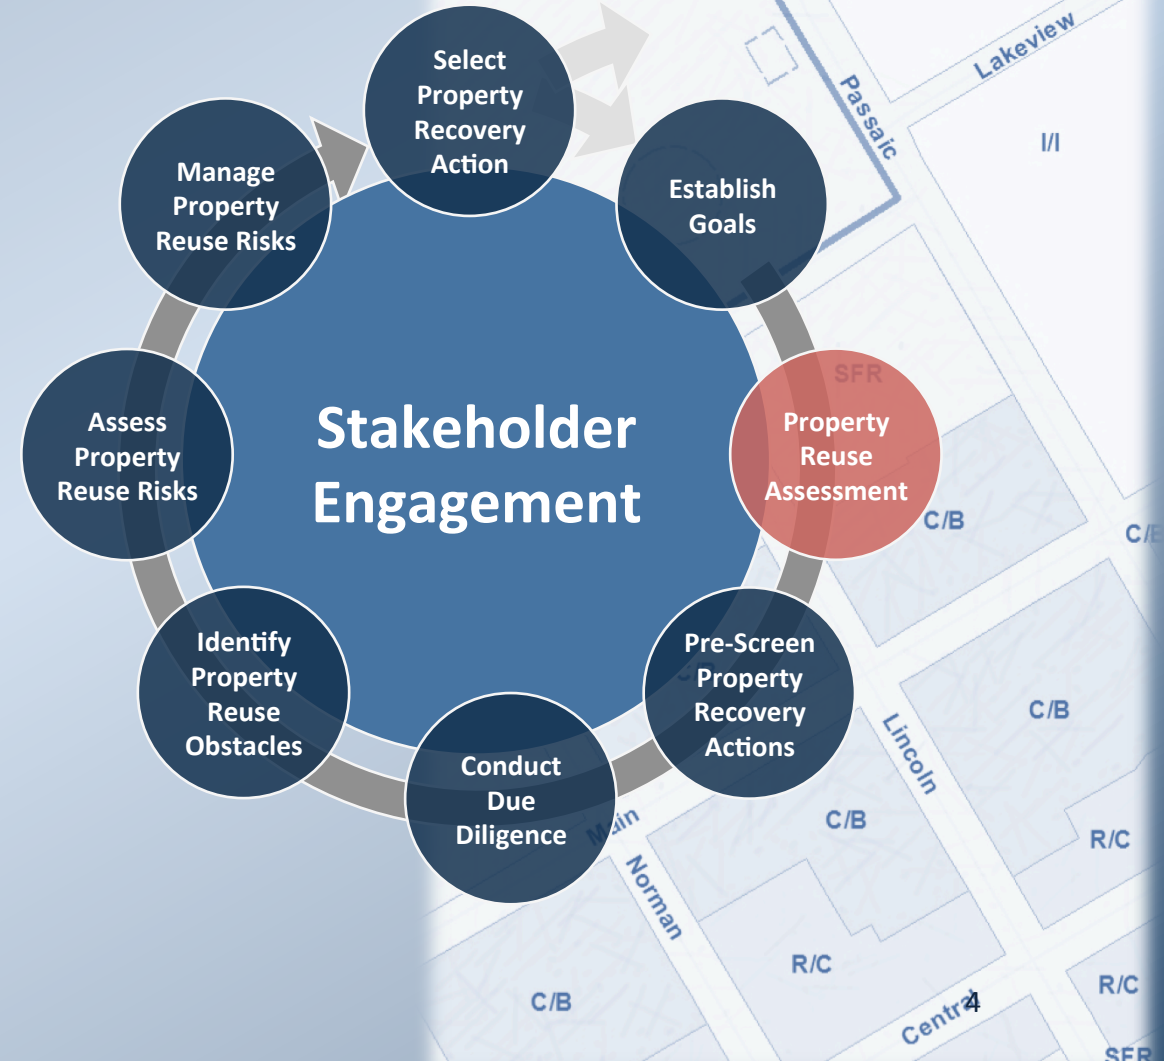 Select
Property
Recovery
Action
Establish
Goals
Property
Reuse
Assessment
Pre-Screen
Property
Recovery
Actions
Conduct
Due
Diligence
Identify
Property
Reuse
Obstacles
Assess
Property
Reuse Risks
Manage
Property
Reuse Risks
Stakeholder
Engagement
Lakeview
Passaic
I/I
SFR
C/B
C/B
C/B
C/B
Lincoln
C/B
R/C
Main
Norman
R/C
R/C
C/B
Central
4
SFR